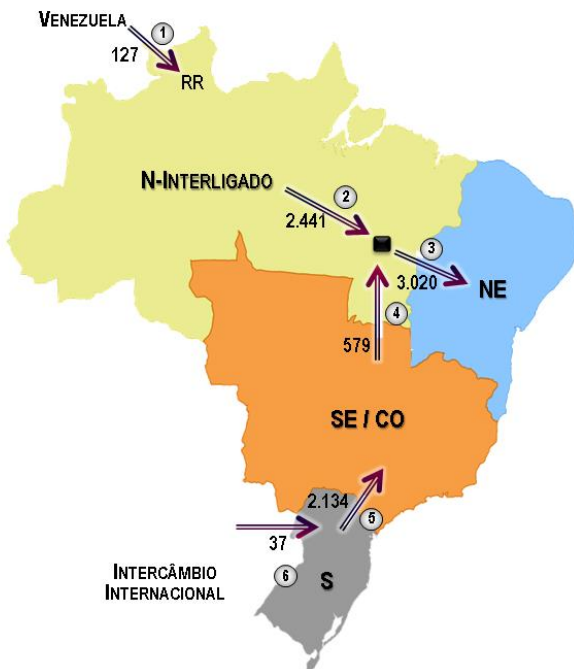 VENEZUELA
1
127
RR
N-INTERLIGADO
2
2.441
3
3.020
NE
4
579
SE / CO
2.134
5
37
6
INTERCÂMBIO
INTERNACIONAL
S